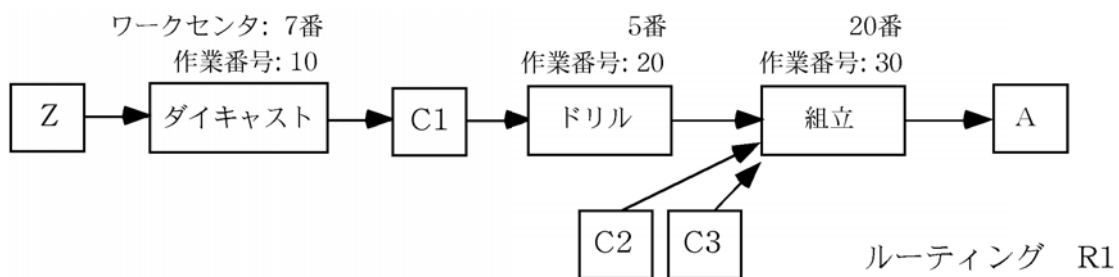 ワークセンタ: 7番 5番 20番
作業番号: 10 作業番号: 20 作業番号: 30
Z ダイキャスト C1 ドリル 組立 A
C2 C3
ルーティング R1